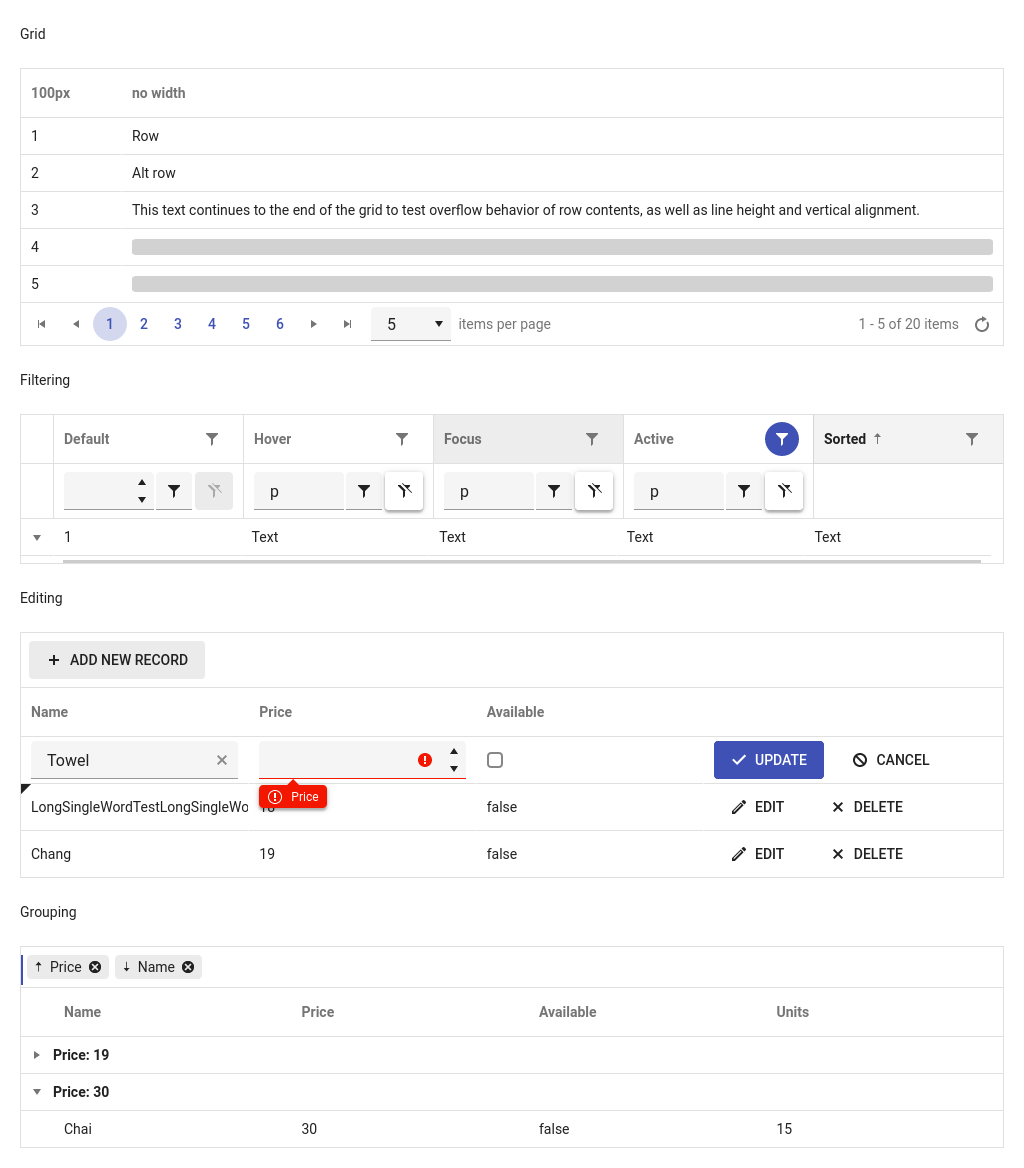 Grid
100px no width
1 Row
2 Alt row
3 This text continues to the end of the grid to test overflow behavior of row contents, as well as line height and vertical alignment.
4
5
1 2 3 4 5 6 5 items per page 1 - 5 of 20 items
Filtering
Default Hover Focus Active Sorted ↑
p p p
1 Text Text Text Text
Editing
+ ADD NEW RECORD
Name Price Available
Towel UPDATE CANCEL
Price
LongSingleWordTestLongSingleWo false EDIT DELETE
Chang 19 false EDIT DELETE
Grouping
↑ Price ↓ Name
Name Price Available Units
Price: 19
Price: 30
Chai 30 false 15